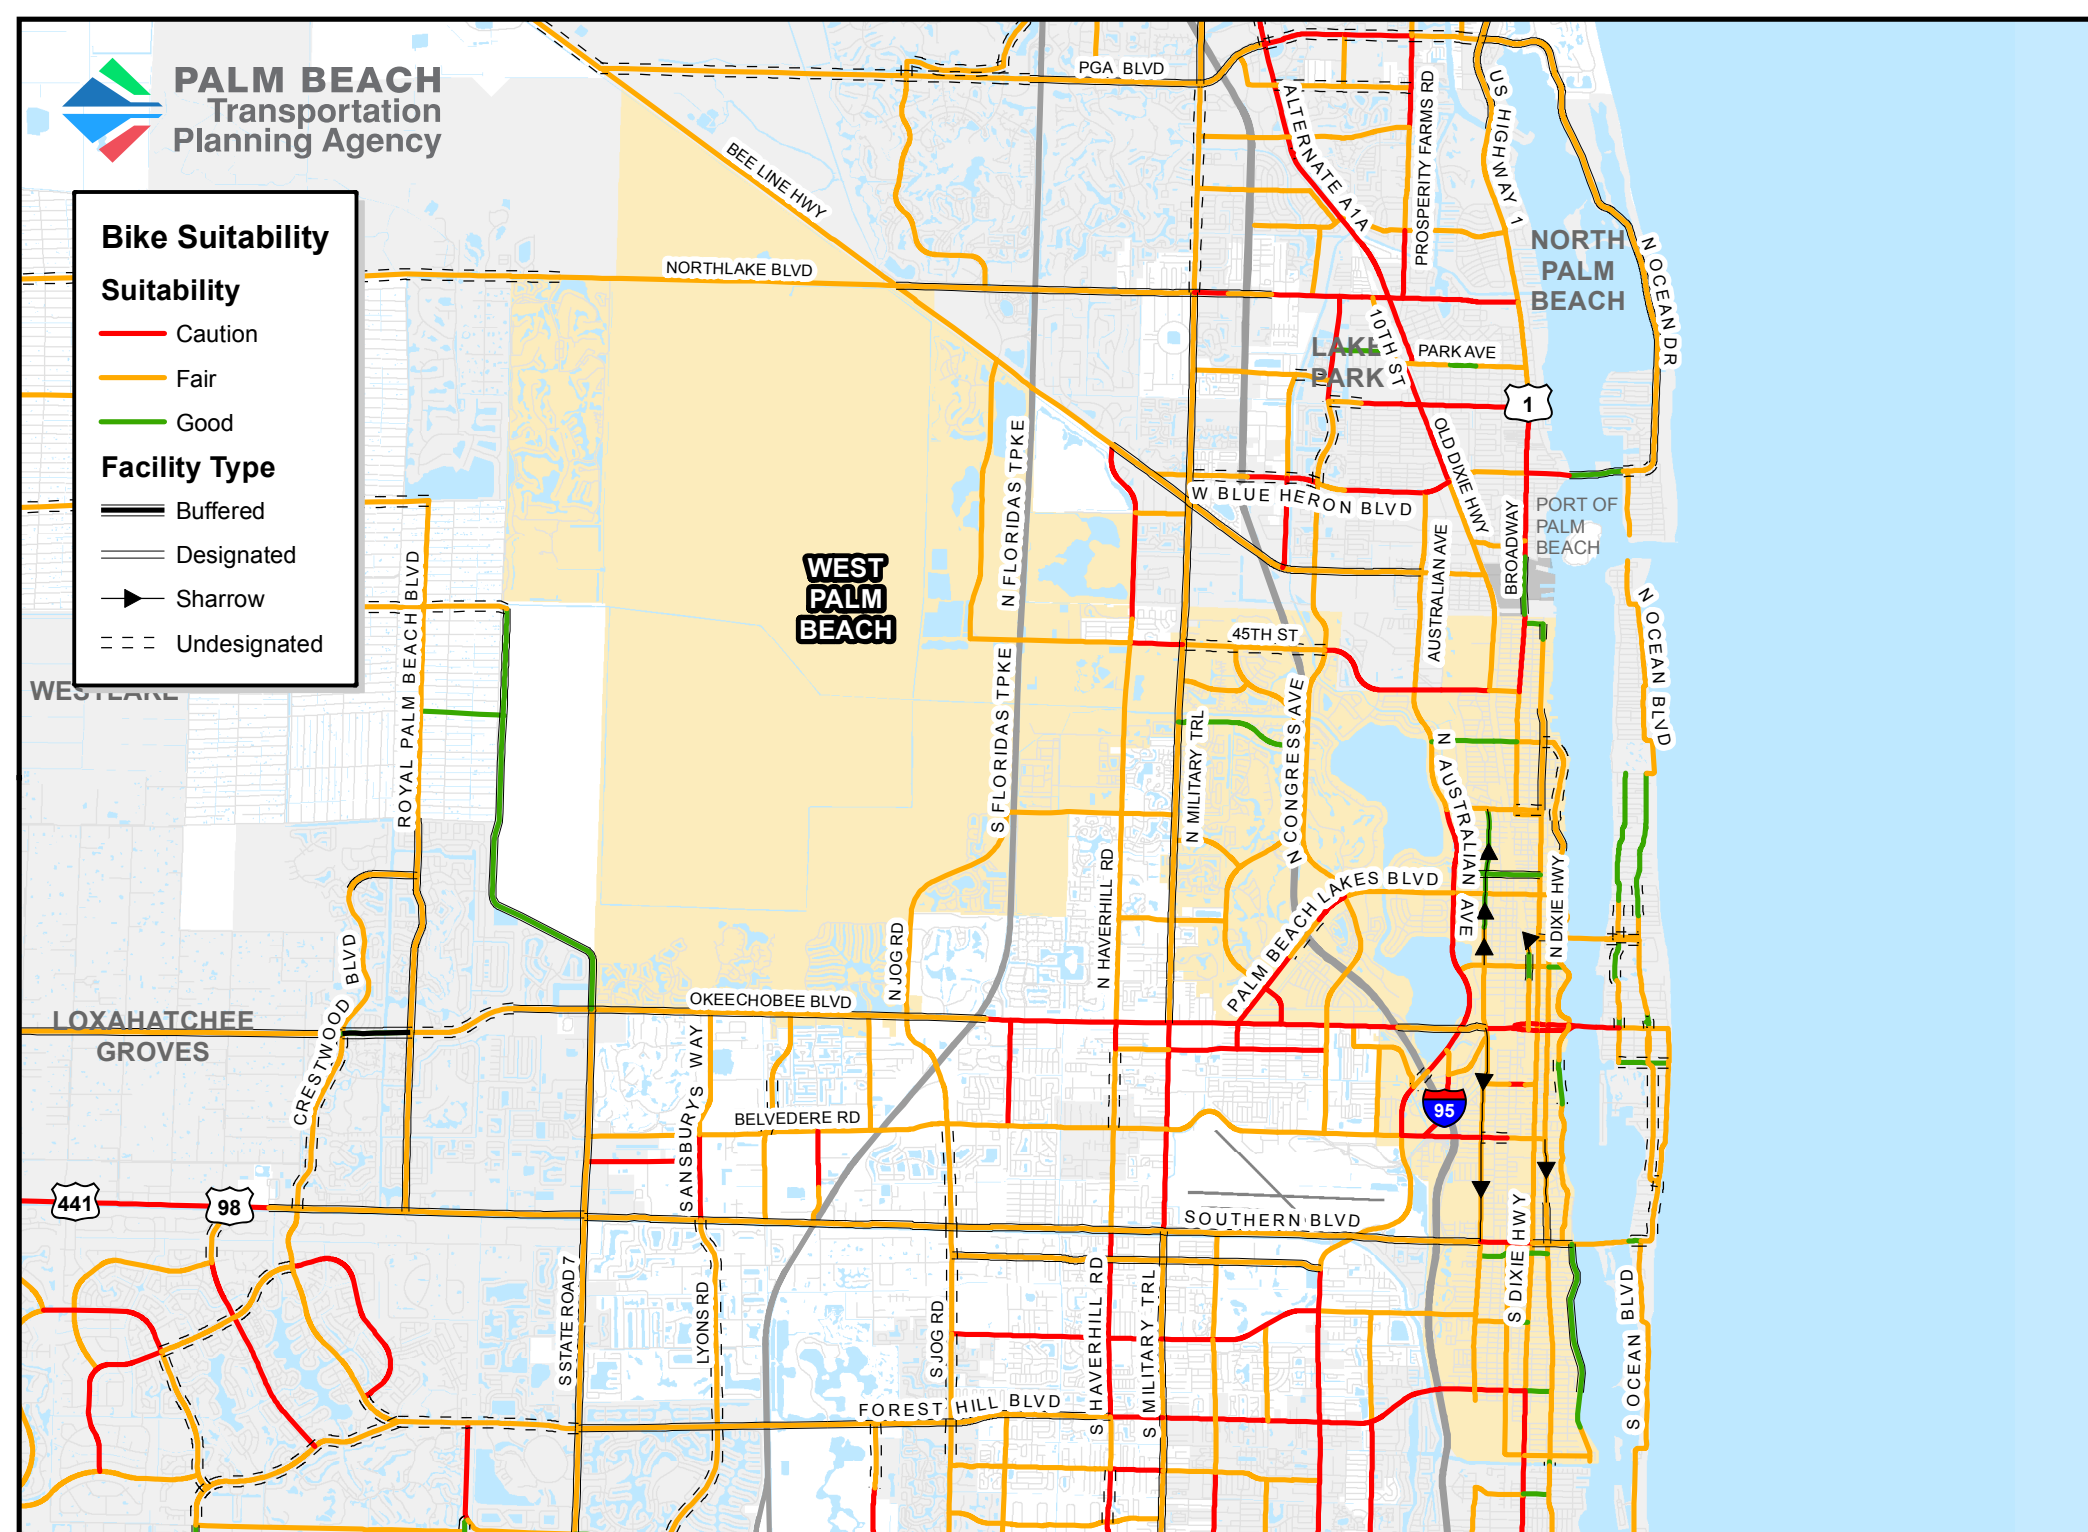 PALM BEACH
Transportation
Planning Agency
Bike Suitability
Suitability
Caution
Fair
Good
Facility Type
Buffered
Designated
Sharrow
Undesignated
PGA BLVD
BEE LINE HWY
ALTERNATE A1A
PROSPERITY FARMS RD
US HIGHWAY 1
NORTH
PALM
BEACH
N OCEAN DR
NORTHLAKE BLVD
LAKE
PARK
10TH ST
PARK AVE
1
OLD DIXIE HWY
N FLORIDAS TPKE
W BLUE HERON BLVD
BROADWAY
PORT OF
PALM
BEACH
AUSTRALIAN AVE
WEST
PALM
BEACH
ROYAL PALM BEACH BLVD
45TH ST
N OCEAN BLVD
WESTLAKE
S FLORIDAS TPKE
N MILITARY TRL
N CONGRESS AVE
N AUSTRALIAN AVE
N HAVERHILL RD
PALM BEACH LAKES BLVD
N DIXIE HWY
N JOG RD
CRESTWOOD BLVD
LOXAHATCHEE
GROVES
OKEECHOBEE BLVD
SANSBURYS WAY
BELVEDERE RD
95
441
98
SOUTHERN BLVD
S STATE ROAD 7
LYONS RD
S JOG RD
S HAVERHILL RD
S MILITARY TRL
S DIXIE HWY
S OCEAN BLVD
FOREST HILL BLVD